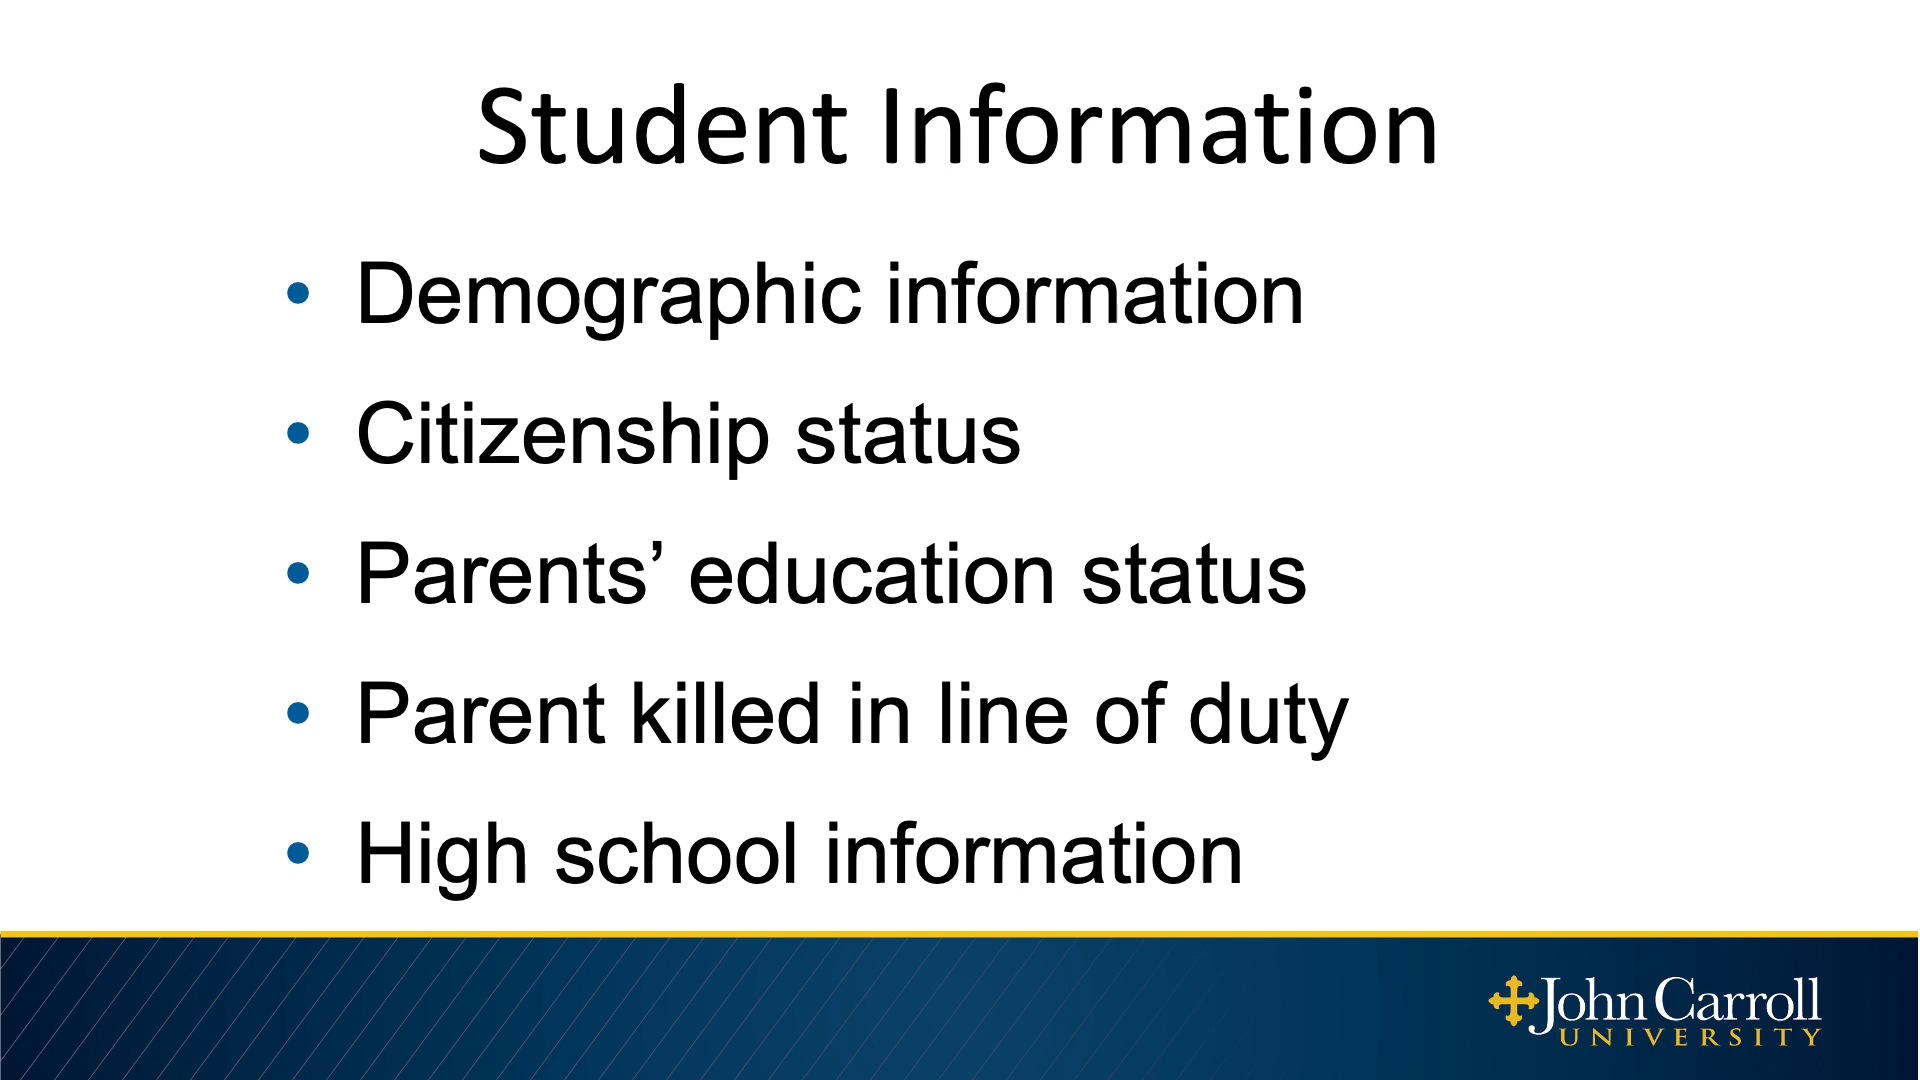 Student Information
• Demographic information
• Citizenship status
• Parents’ education status
• Parent killed in line of duty
• High school information
John Carroll
UNIVERSITY